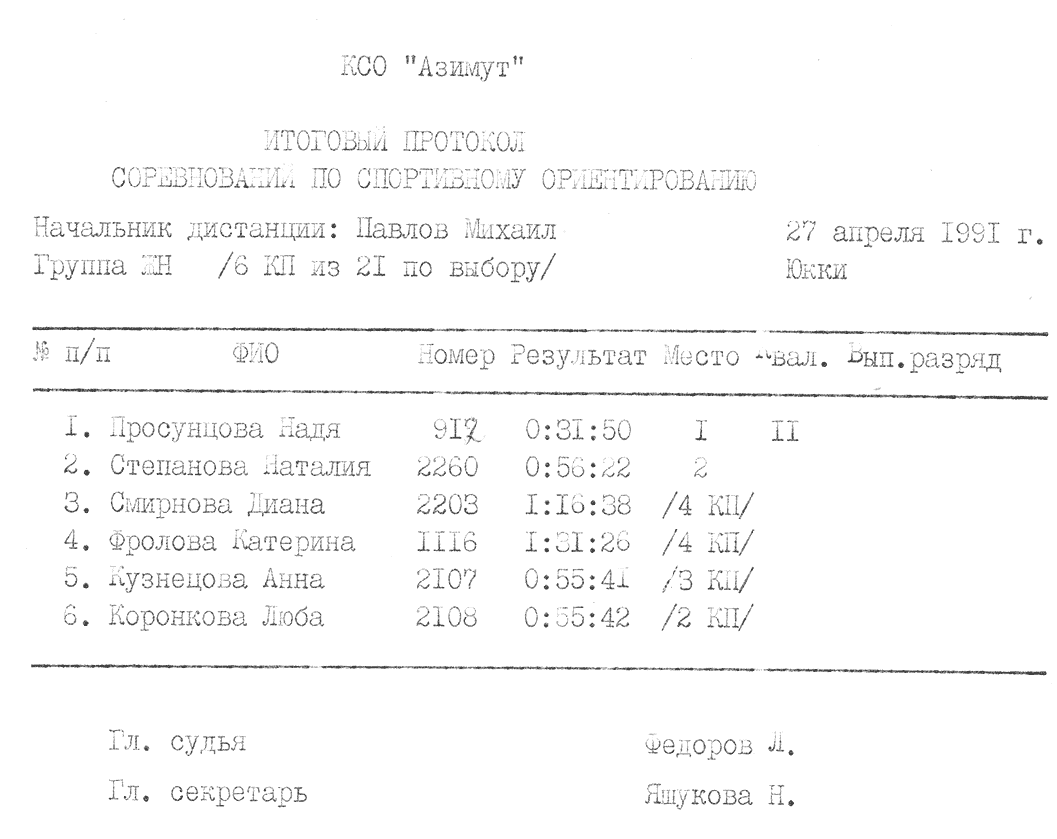 КСО "Азимут"
ИТОГОВЫЙ ПРОТОКОЛ
СОРЕВНОВАНИИ ПО СПОРТИВНОМУ ОРИЕНТИРОВАНИЮ
Начальник дистанции: Павлов Михаил 27 апреля I99I г.
Группа ЖН /6 КП из 2I по выбору/ Юкки
№ п/п ФИО Номер Результат Место Квал. Вып.разряд
I. Просунцова Надя 9I2 0:3I:50 I II
2. Степанова Наталия 2260 0:56:22 2
3. Смирнова Диана 2203 I:I6:38 /4 КП/
4. Фролова Катерина III6 I:3I:26 /4 КП/
5. Кузнецова Анна 2I07 0:55:4I /3 КП/
6. Коронкова Люба 2I08 0:55:42 /2 КП/
Гл. судья Федоров Л.
Гл. секретарь Яшукова Н.